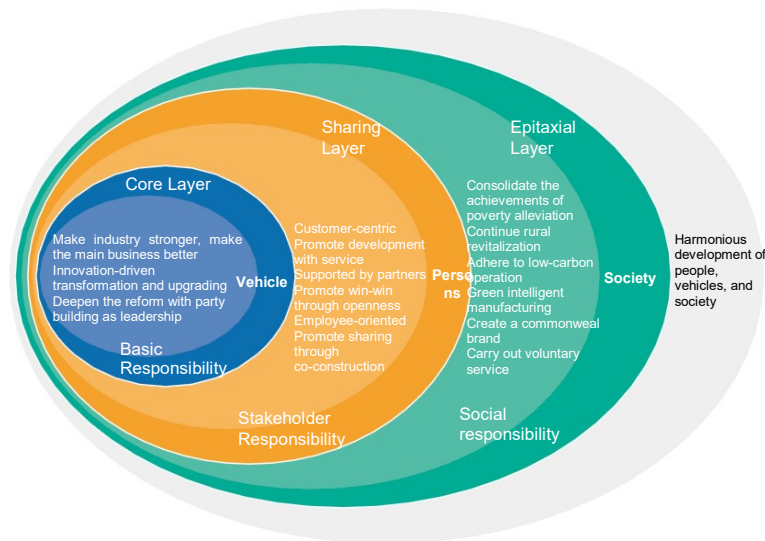 Core Layer
Make industry stronger, make
the main business better
Innovation-driven
transformation and upgrading
Deepen the reform with party
building as leadership
Vehicle
Basic
Responsibility
Sharing
Layer
Customer-centric
Promote development
with service
Supported by partners
Promote win-win
through openness
Employee-oriented
Promote sharing
through
co-construction
Perso
ns
Stakeholder
Responsibility
Epitaxial
Layer
Consolidate the
achievements of
poverty alleviation
Continue rural
revitalization
Adhere to low-carbon
operation
Green intelligent
manufacturing
Create a commonweal
brand
Carry out voluntary
service
Society
Social
responsibility
Harmonious
development of
people,
vehicles, and
society